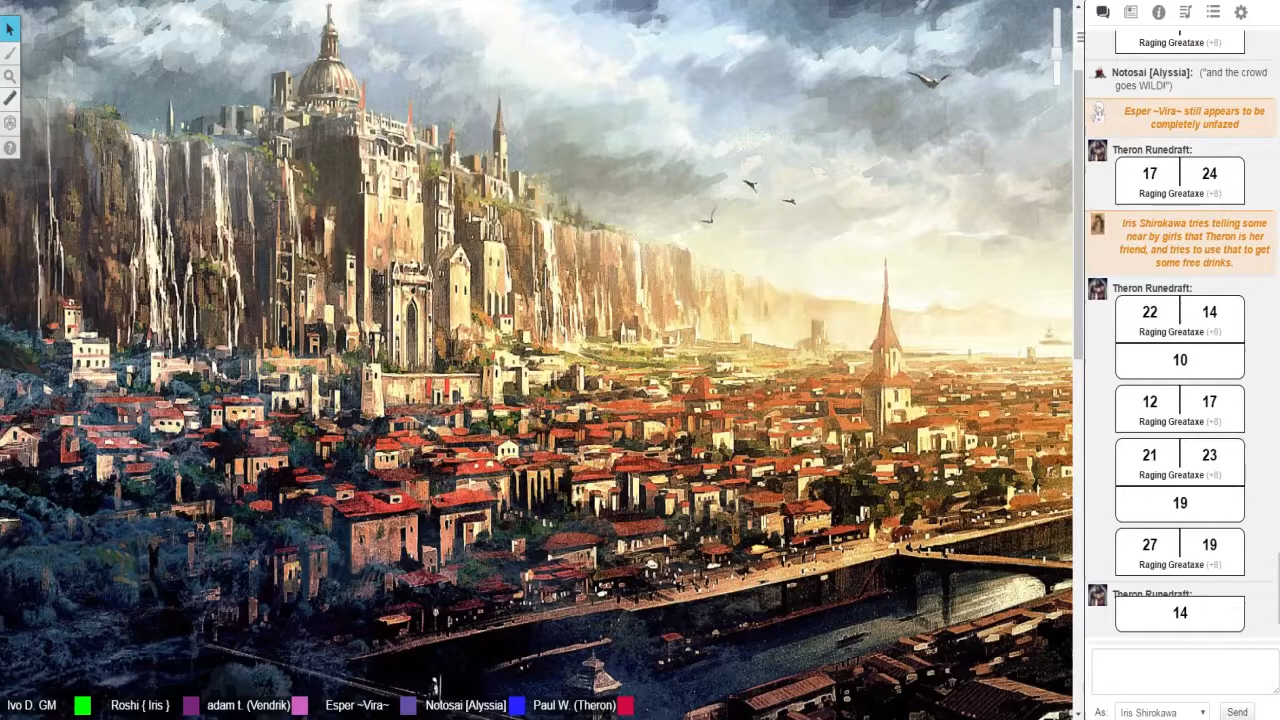 Raging Greataxe (+8)
Notosai [Alyssia]: ("and the crowd
goes WILD!")
Esper ~Vira~ still appears to be
completely unfazed
Theron Runedraft:
17 24
Raging Greataxe (+8)
Iris Shirokawa tries telling some
near by girls that Theron is her
friend, and tries to use that to get
some free drinks.
Theron Runedraft:
22 14
Raging Greataxe (+8)
10
12 17
Raging Greataxe (+8)
21 23
Raging Greataxe (+8)
19
27 19
Raging Greataxe (+8)
Theron Runedraft:
14
As: Iris Shirokawa Send
Ivo D. GM Roshi { Iris } adam t. (Vendrik) Esper ~Vira~ Notosai [Alyssia] Paul W. (Theron)